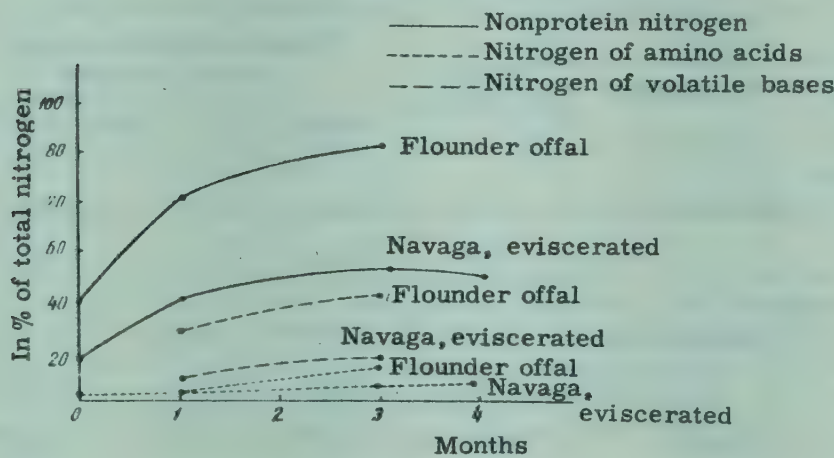 Nonprotein nitrogen
Nitrogen of amino acids
Nitrogen of volatile bases
In % of total nitrogen
100
80
70
60
40
20
Flounder offal
Navaga, eviscerated
Flounder offal
Navaga, eviscerated
Flounder offal
Navaga,
eviscerated
0 1 2 3 4
Months